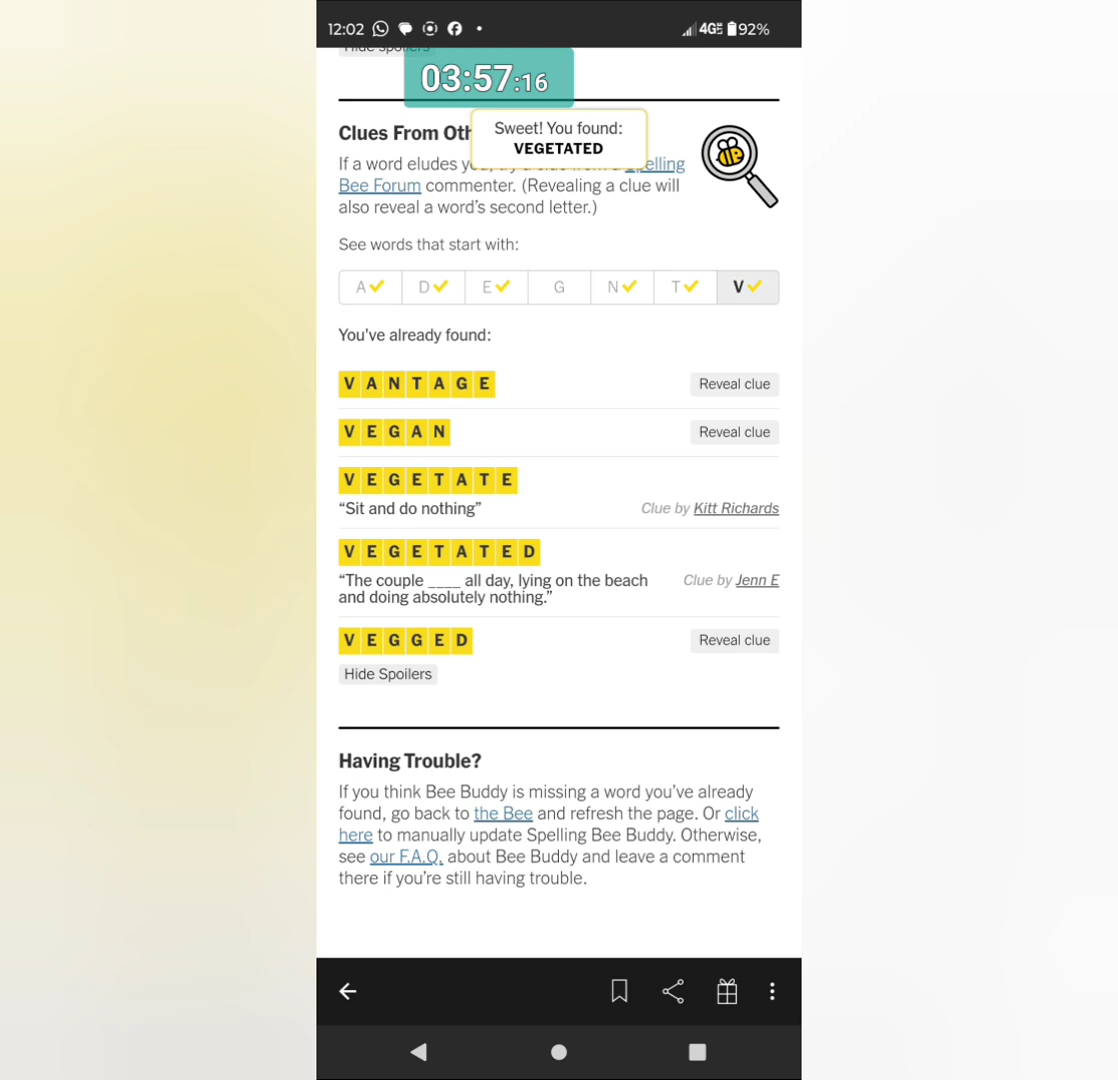 12:02 4G 92%
Hide spoilers
03:57:16
Sweet! You found:
VEGETATED
Clues From Oth
If a word eludes yo
elling
Bee Forum commenter. (Revealing a clue will
also reveal a word's second letter.)
See words that start with:
A D E G N T V
You've already found:
VANTAGE Reveal clue
VEGAN Reveal clue
VEGETATE
“Sit and do nothing” Clue by Kitt Richards
VEGETATED
“The couple ____ all day, lying on the beach Clue by Jenn E
and doing absolutely nothing.”
VEGGED Reveal clue
Hide Spoilers
Having Trouble?
If you think Bee Buddy is missing a word you've already
found, go back to the Bee and refresh the page. Or click
here to manually update Spelling Bee Buddy. Otherwise,
see our F.A.Q. about Bee Buddy and leave a comment
there if you're still having trouble.